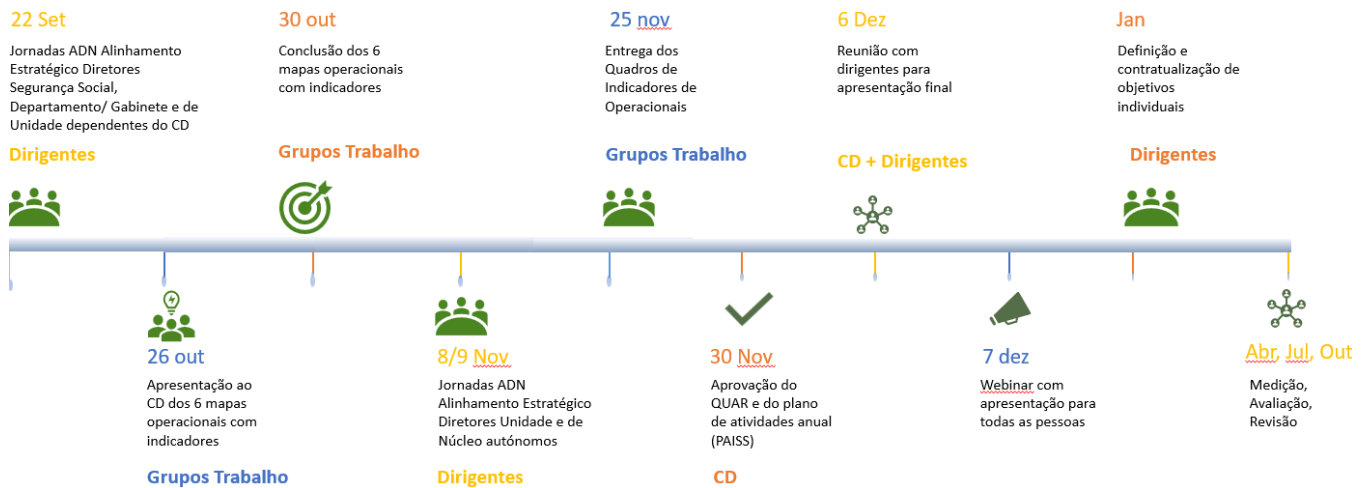 22 Set
Jornadas ADN Alinhamento
Estratégico Diretores
Segurança Social,
Departamento/ Gabinete e de
Unidade dependentes do CD
Dirigentes
30 out
Conclusão dos 6
mapas operacionais
com indicadores
Grupos Trabalho
25 nov
Entrega dos
Quadros de
Indicadores de
Operacionais
Grupos Trabalho
6 Dez
Reunião com
dirigentes para
apresentação final
CD + Dirigentes
Jan
Definição e
contratualização de
objetivos
individuais
Dirigentes
26 out
Apresentação ao
CD dos 6 mapas
operacionais com
indicadores
Grupos Trabalho
8/9 Nov
Jornadas ADN
Alinhamento Estratégico
Diretores Unidade e de
Núcleo autónomos
Dirigentes
30 Nov
Aprovação do
QUAR e do plano
de atividades anual
(PAISS)
CD
7 dez
Webinar com
apresentação para
todas as pessoas
Abr, Jul, Out
Medição,
Avaliação,
Revisão